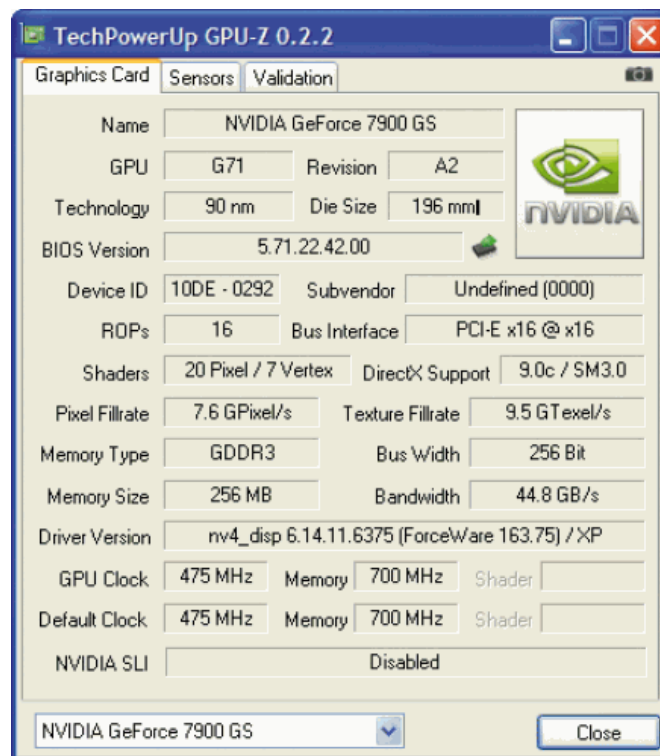 TechPowerUp GPU-Z 0.2.2
Graphics Card Sensors Validation
Name NVIDIA GeForce 7900 GS
GPU G71 Revision A2
Technology 90 nm Die Size 196 mm
NVIDIA
BIOS Version 5.71.22.42.00
Device ID 10DE - 0292 Subvendor Undefined (0000)
ROPs 16 Bus Interface PCI-E x16 @ x16
Shaders 20 Pixel / 7 Vertex DirectX Support 9.0c / SM3.0
Pixel Fillrate 7.6 GPixel/s Texture Fillrate 9.5 GTexel/s
Memory Type GDDR3 Bus Width 256 Bit
Memory Size 256 MB Bandwidth 44.8 GB/s
Driver Version nv4_disp 6.14.11.6375 (ForceWare 163.75) / XP
GPU Clock 475 MHz Memory 700 MHz Shader
Default Clock 475 MHz Memory 700 MHz Shader
NVIDIA SLI Disabled
NVIDIA GeForce 7900 GS Close